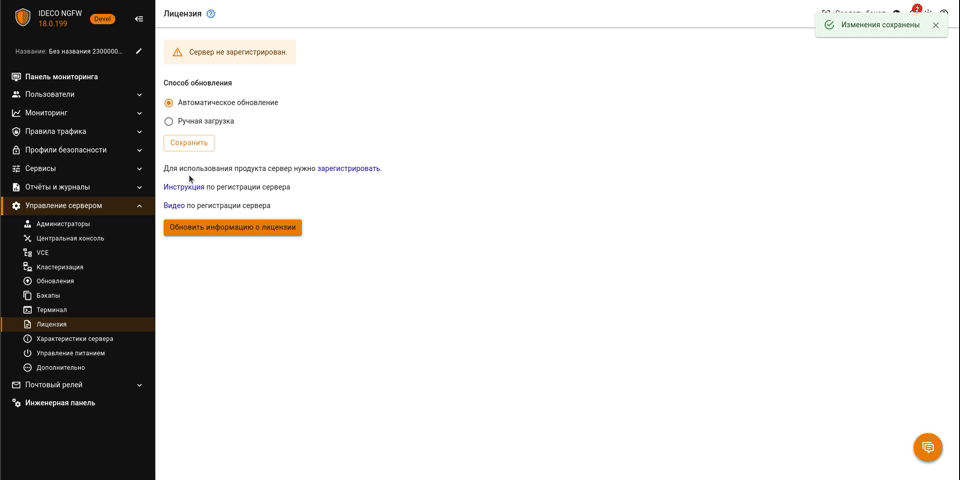 IDECO NGFW
18.0.199
Devel
Название: Без названия 2300000...
Панель мониторинга
Пользователи
Мониторинг
Правила трафика
Профили безопасности
Сервисы
Отчёты и журналы
Управление сервером
Администраторы
Центральная консоль
VCE
Кластеризация
Обновления
Бэкапы
Терминал
Лицензия
Характеристики сервера
Управление питанием
Дополнительно
Почтовый релей
Инженерная панель
Лицензия
2
Изменения сохранены
Сервер не зарегистрирован.
Способ обновления
Автоматическое обновление
Ручная загрузка
Сохранить
Для использования продукта сервер нужно зарегистрировать.
Инструкция по регистрации сервера
Видео по регистрации сервера
Обновить информацию о лицензии